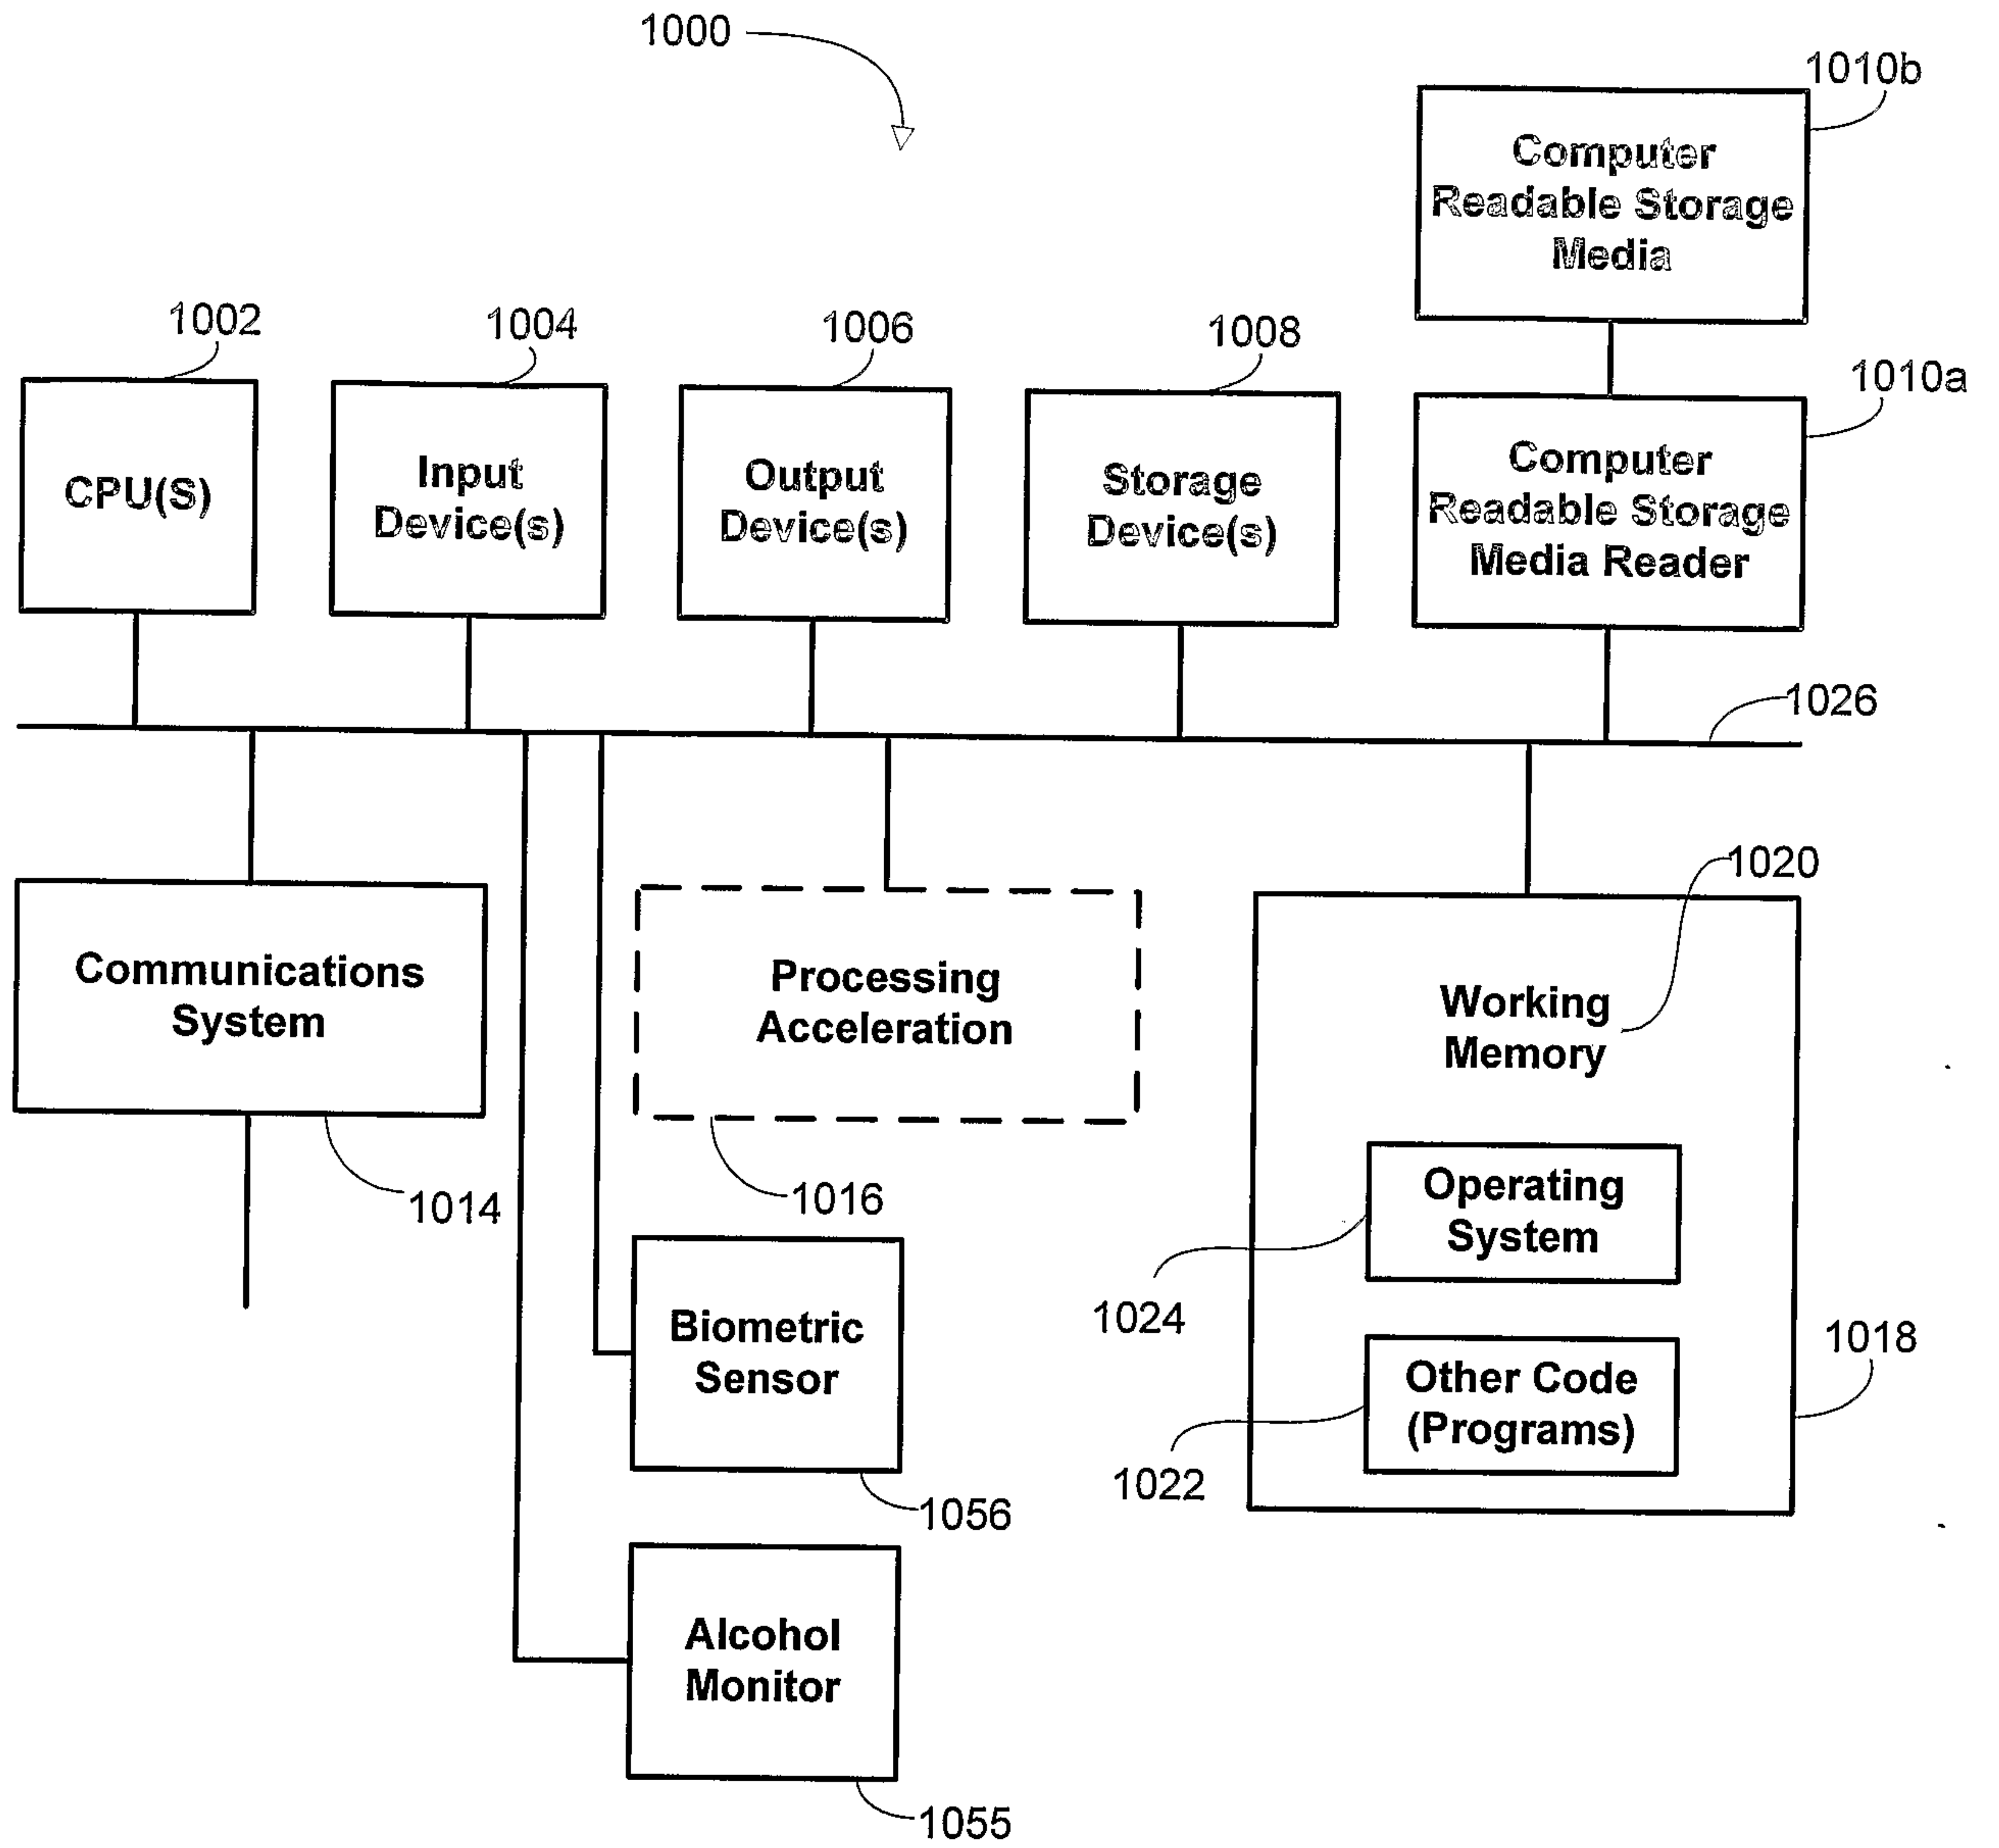 1000
1010b
Computer
Readable Storage
Media
1002
1004
1006
1008
1010a
CPU(S)
Input
Device(s)
Output
Device(s)
Storage
Device(s)
Computer
Readable Storage
Media Reader
1026
1020
Communications
System
Processing
Acceleration
Working
Memory
1014
1016
Operating
System
1024
Biometric
Sensor
1018
Other Code
(Programs)
1022
1056
Alcohol
Monitor
1055